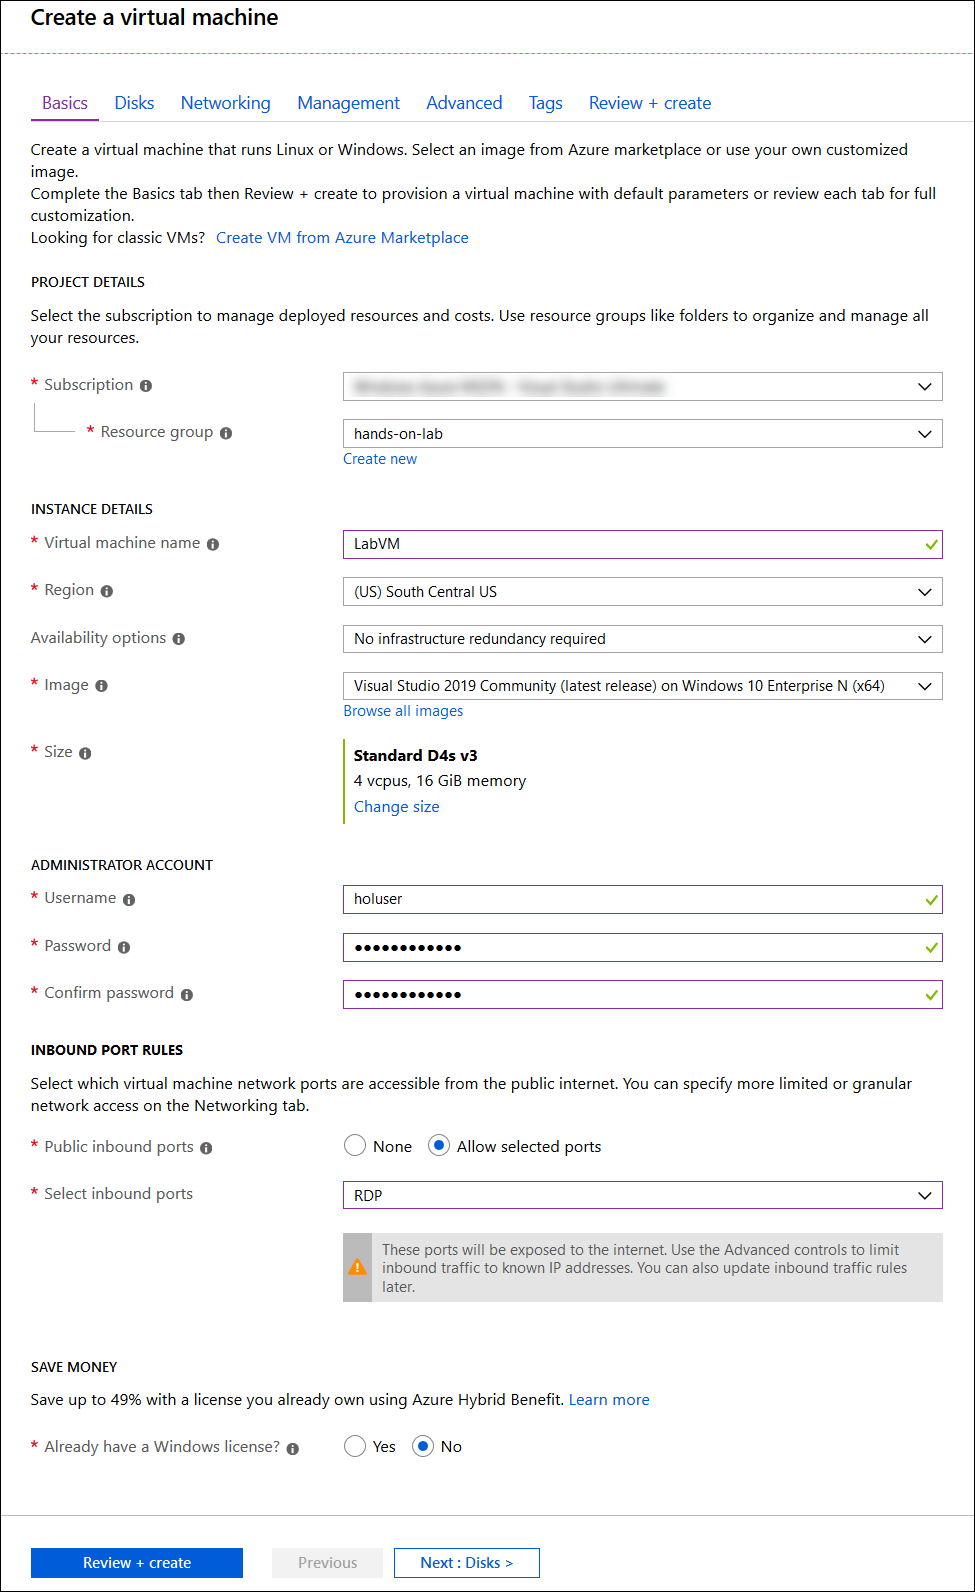 Create a virtual machine
Basics Disks Networking Management Advanced Tags Review + create
Create a virtual machine that runs Linux or Windows. Select an image from Azure marketplace or use your own customized
image.
Complete the Basics tab then Review + create to provision a virtual machine with default parameters or review each tab for full
customization.
Looking for classic VMs? Create VM from Azure Marketplace
PROJECT DETAILS
Select the subscription to manage deployed resources and costs. Use resource groups like folders to organize and manage all
your resources.
* Subscription
* Resource group hands-on-lab
Create new
INSTANCE DETAILS
* Virtual machine name LabVM
* Region (US) South Central US
Availability options No infrastructure redundancy required
* Image Visual Studio 2019 Community (latest release) on Windows 10 Enterprise N (x64)
Browse all images
* Size Standard D4s v3
4 vcpus, 16 GiB memory
Change size
ADMINISTRATOR ACCOUNT
* Username holuser
* Password ••••••••••••
* Confirm password ••••••••••••
INBOUND PORT RULES
Select which virtual machine network ports are accessible from the public internet. You can specify more limited or granular
network access on the Networking tab.
* Public inbound ports None Allow selected ports
* Select inbound ports RDP
These ports will be exposed to the internet. Use the Advanced controls to limit
inbound traffic to known IP addresses. You can also update inbound traffic rules
later.
SAVE MONEY
Save up to 49% with a license you already own using Azure Hybrid Benefit. Learn more
* Already have a Windows license? Yes No
Review + create Previous Next : Disks >